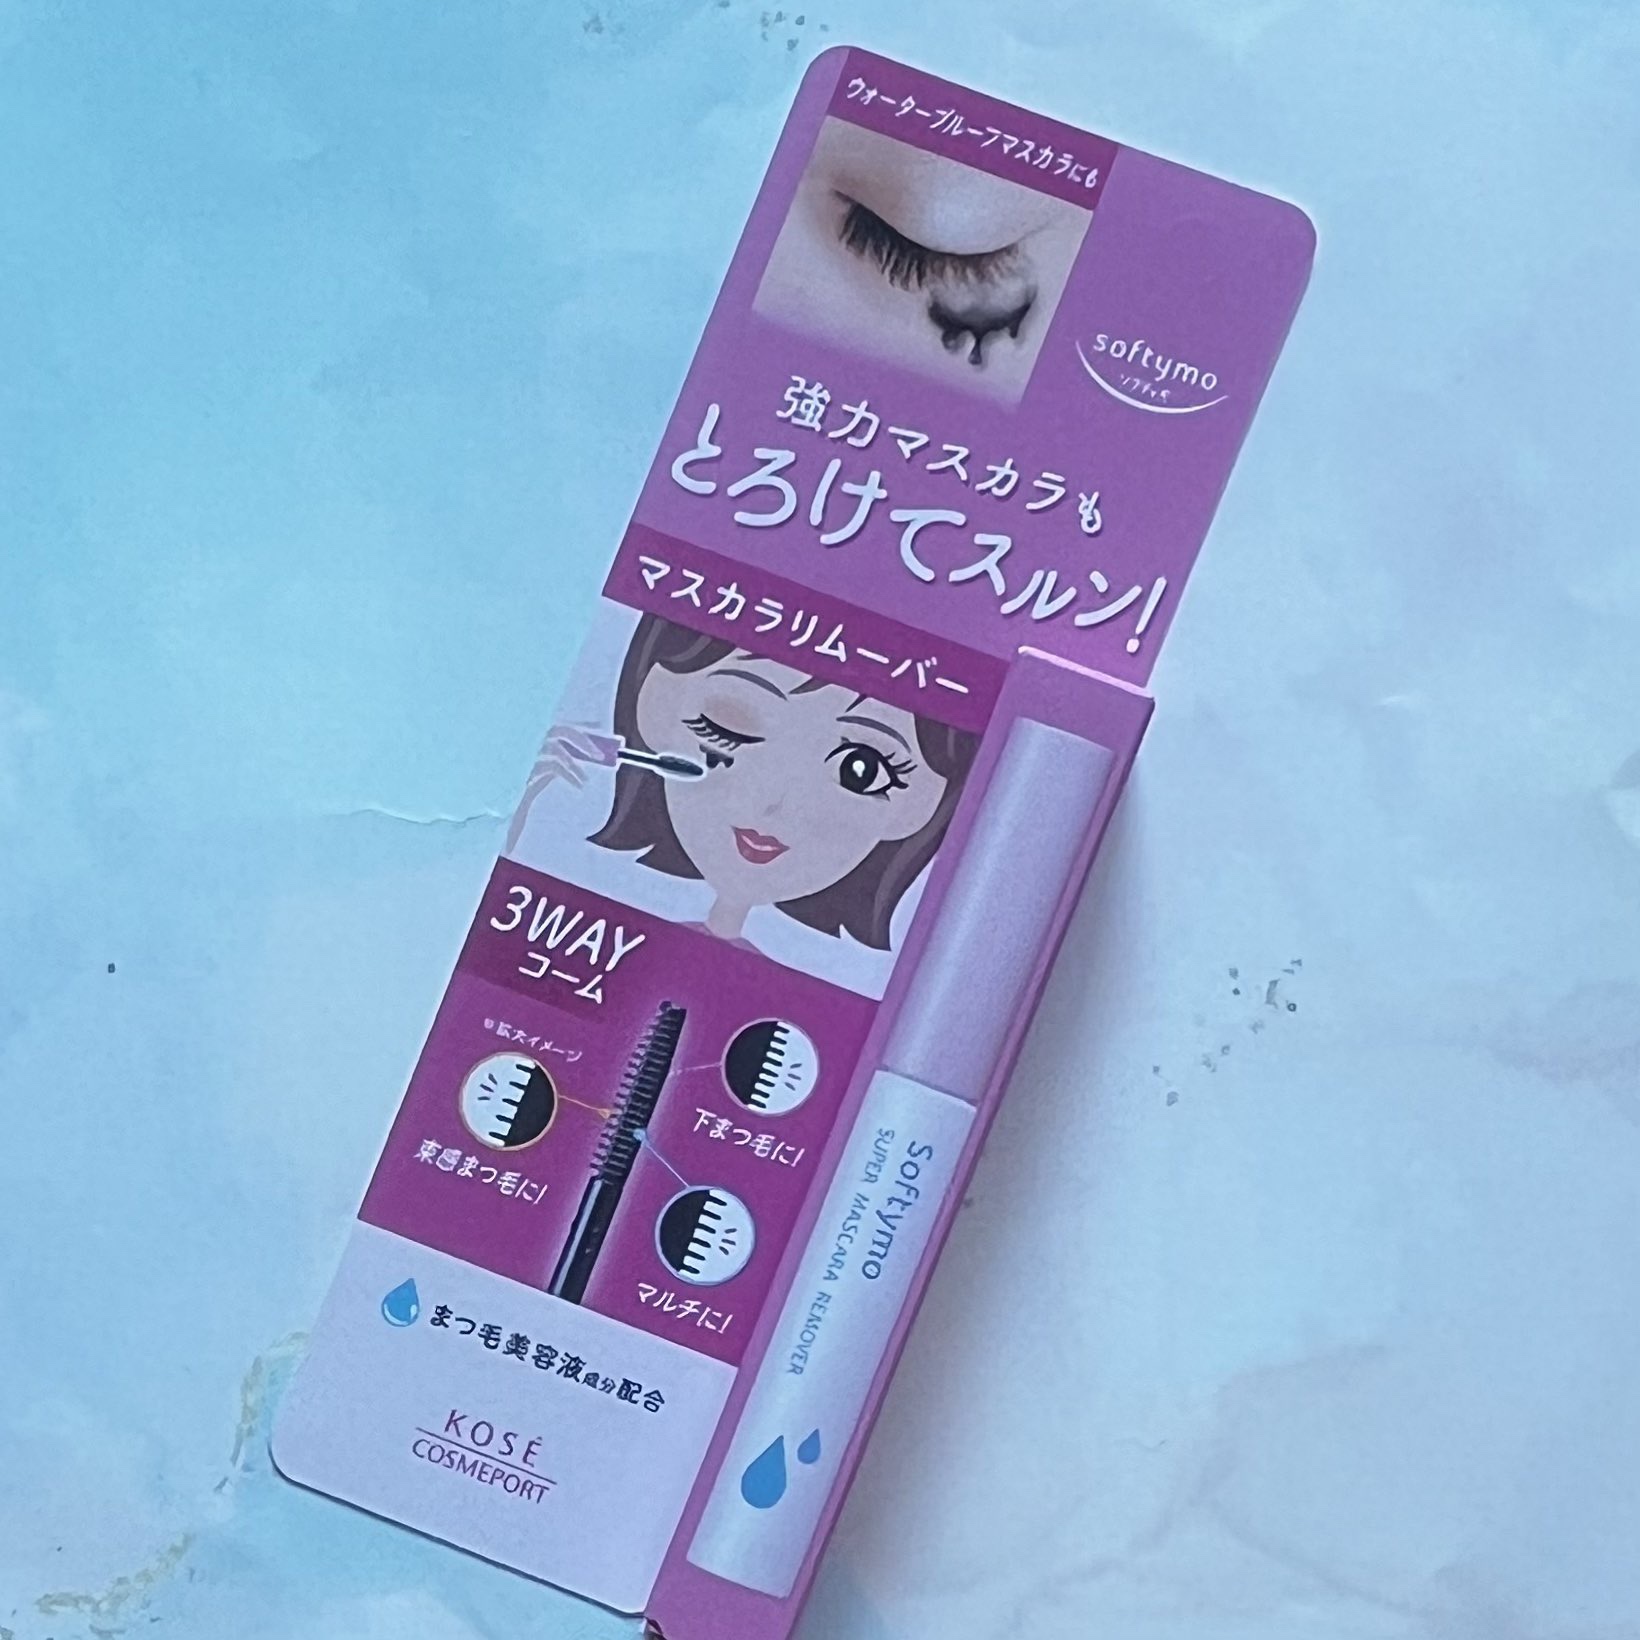 ウォータープルーフマスカラにも
softymo
ソフティモ
強力マスカラも
とろけてスルン!
マスカラリムーバー
3WAY
コーム
※拡大イメージ
束感まつ毛に!
下まつ毛に!
マルチに!
まつ毛美容液成分配合
KOSÉ
COSMEPORT
Softymo
SUPER MASCARA REMOVER